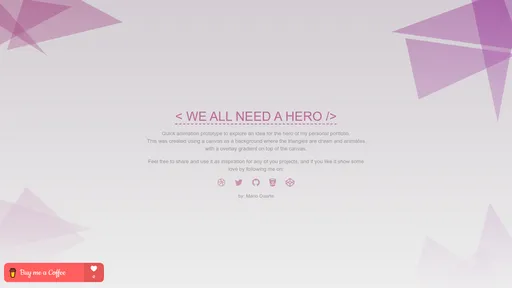 < WE ALL NEED A HERO />
Quick animation prototype to explore an idea for the hero of my personal portfolio.
This was created using a canvas as a background where the triangles are drawn and animated,
with a overlay gradient on top of the canvas.
Feel free to share and use it as inspiration for any of you projects, and if you like it show some
love by following me on:
by: Mario
Buy me a Coffee